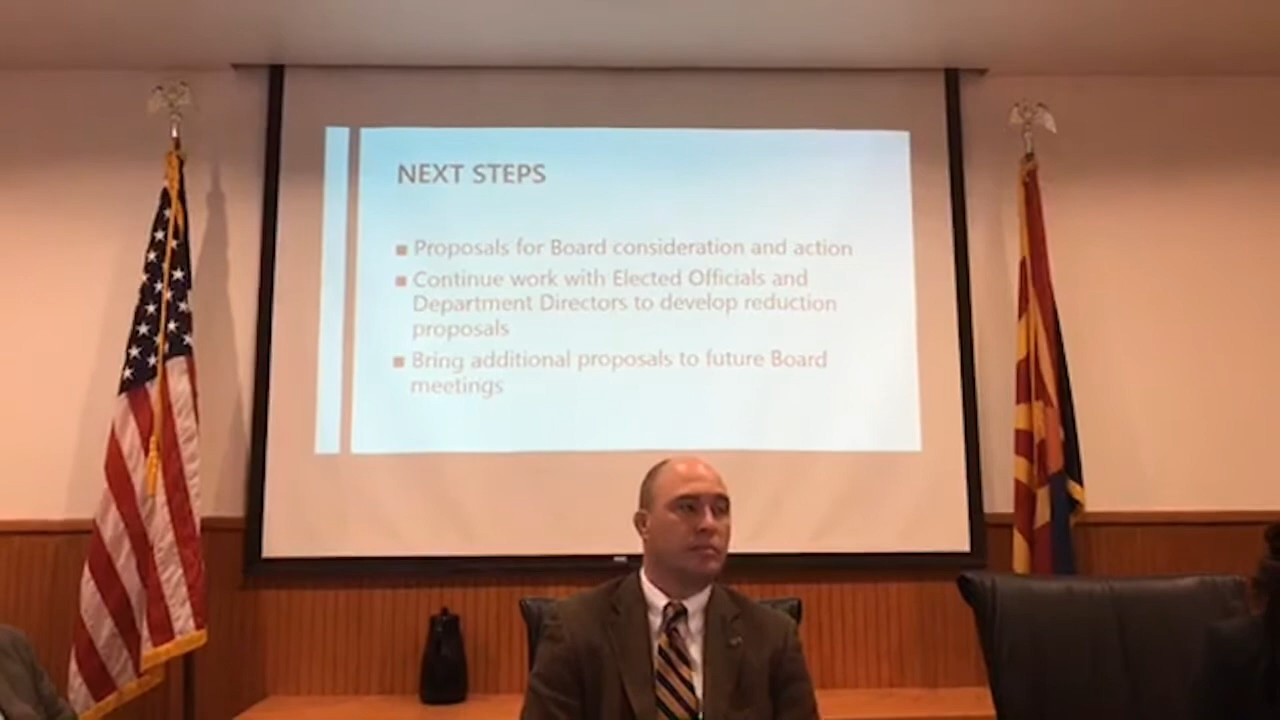 NEXT STEPS
■ Proposals for Board consideration and action
■ Continue work with Elected Officials and
Department Directors to develop reduction
proposals
■ Bring additional proposals to future Board
meetings